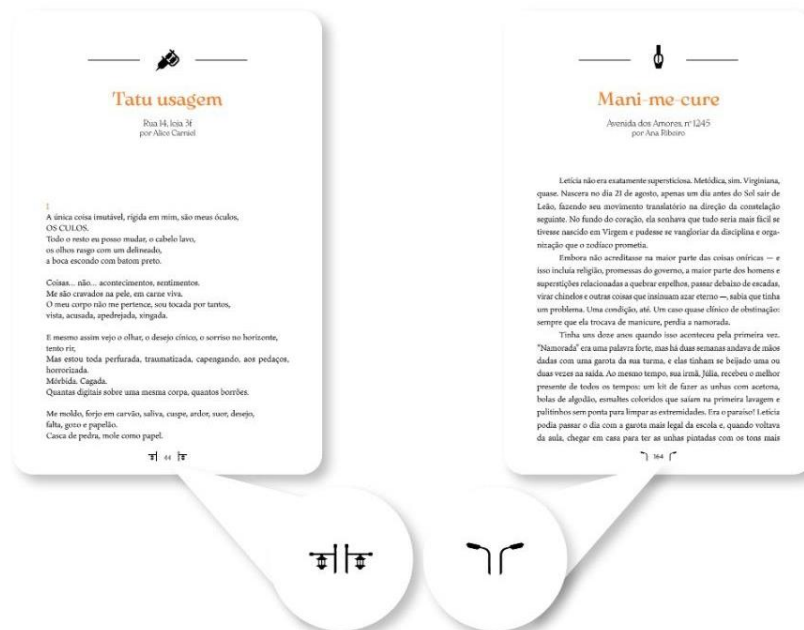 Tatu usagem
Rua 14, loja 3f
por Alice Carniel
I
A única coisa imutável, rígida em mim, são meus óculos,
OS CULOS.
Todo o resto eu posso mudar, o cabelo lavo,
os olhos rasgo com um delineado,
a boca escondo com batom preto.
Coisas... não... acontecimentos, sentimentos.
Me são cravados na pele, em carne viva.
O meu corpo não me pertence, sou tocada por tantos,
vista, acusada, apedrejada, xingada.
E mesmo assim vejo o olhar, o desejo cínico, o sorriso no horizonte,
tento rir,
Mas estou toda perfurada, traumatizada, capengando, aos pedaços,
horrorizada.
Mórbida. Cagada.
Quantas digitais sobre uma mesma corpa, quantos borrões.
Me moldo, forjo em carvão, saliva, cuspe, ardor, suor, desejo,
falta, gozo e papelão.
Casca de pedra, mole como papel.
44
Mani-me-cure
Avenida dos Amores, nº 1245
por Ana Ribeiro
Letícia não era exatamente supersticiosa. Metódica, sim. Virginiana,
quase. Nascera no dia 21 de agosto, apenas um dia antes do Sol sair de
Leão, fazendo seu movimento translatório na direção da constelação
seguinte. No fundo do coração, ela sonhava que tudo seria mais fácil se
tivesse nascido em Virgem e pudesse se vangloriar da disciplina e orga-
nização que o zodíaco prometia.
Embora não acreditasse na maior parte das coisas oníricas — e
isso incluía religião, promessas do governo, a maior parte dos homens e
superstições relacionadas a quebrar espelhos, passar debaixo de escadas,
virar chinelos e outras coisas que insinuam azar eterno —, sabia que tinha
um problema. Uma condição, até. Um caso quase clínico de obstinação:
sempre que ela trocava de manicure, perdia a namorada.
Tinha uns doze anos quando isso aconteceu pela primeira vez.
"Namorada" era uma palavra forte, mas há duas semanas andava de mãos
dadas com uma garota da sua turma, e elas tinham se beijado uma ou
duas vezes na saída. Ao mesmo tempo, sua irmã, Júlia, recebeu o melhor
presente de todos os tempos: um kit de fazer as unhas com acetona,
bolas de algodão, esmaltes coloridos que saíam na primeira lavagem e
palitinhos sem ponta para limpar as extremidades. Era o paraíso! Letícia
podia passar o dia com a garota mais legal da escola e, quando voltava
da aula, chegar em casa para ter as unhas pintadas com os tons mais
164